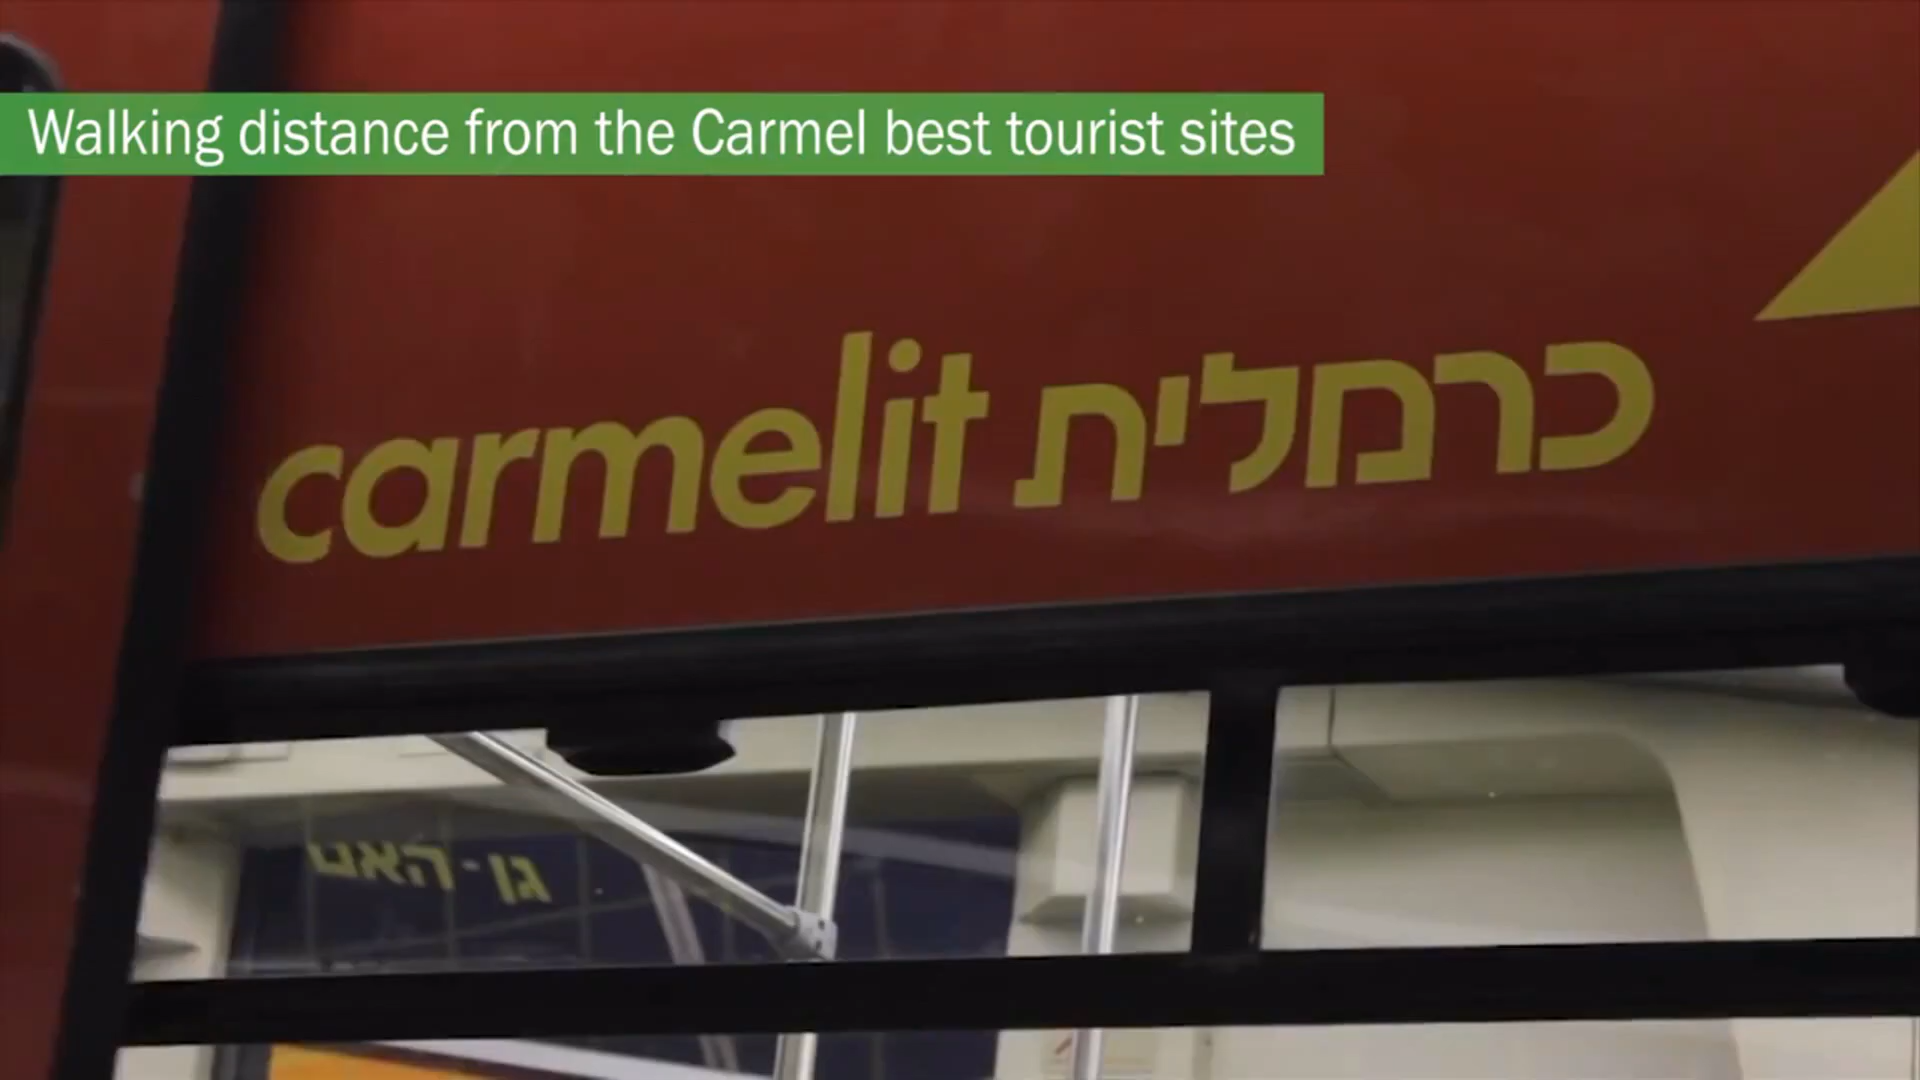 Walking distance from the Carmel best tourist sites
carmelit כרמלית
גן-האם